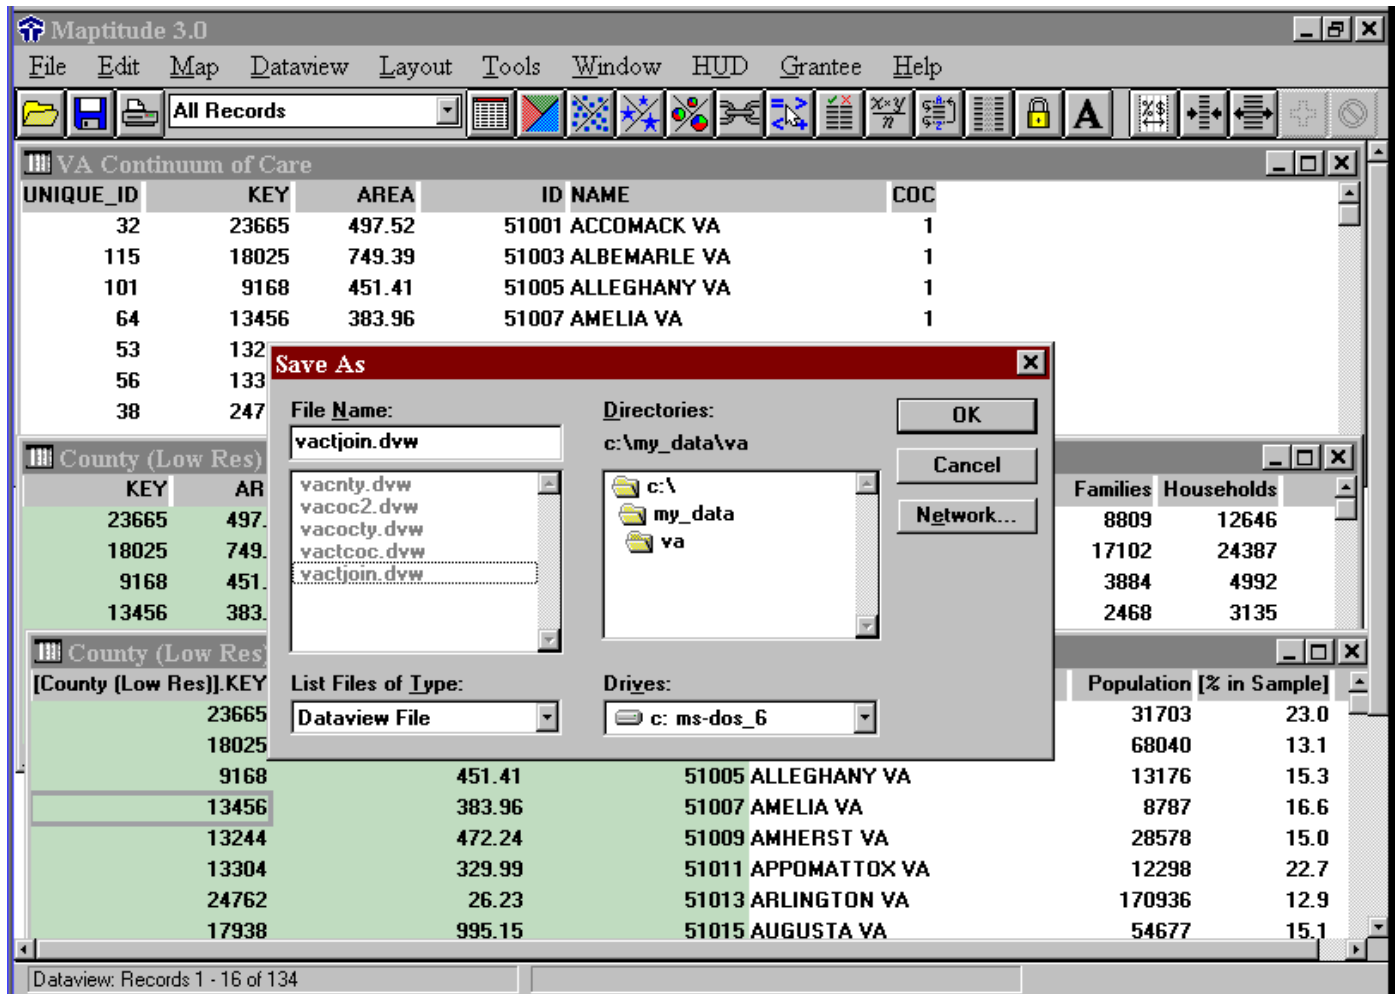 Maptitude 3.0
File Edit Map Dataview Layout Tools Window HUD Grantee Help
All Records
VA Continuum of Care
UNIQUE_ID KEY AREA ID NAME COC
32 23665 497.52 51001 ACCOMACK VA 1
115 18025 749.39 51003 ALBEMARLE VA 1
101 9168 451.41 51005 ALLEGHANY VA 1
64 13456 383.96 51007 AMELIA VA 1
53 132
56 133
38 247
Save As
File Name:
vactjoin.dvw
vacnty.dvw
vacoc2.dvw
vacocty.dvw
vactcoc.dvw
vactjoin.dvw
List Files of Type:
Dataview File
Directories:
c:\my_data\va
c:\
my_data
va
Drives:
c: ms-dos_6
OK
Cancel
Network...
County (Low Res)
KEY AR Families Households
23665 497. 8809 12646
18025 749. 17102 24387
9168 451. 3884 4992
13456 383. 2468 3135
County (Low Res)
[County (Low Res)].KEY Population [% in Sample]
23665 31703 23.0
18025 68040 13.1
9168 451.41 51005 ALLEGHANY VA 13176 15.3
13456 383.96 51007 AMELIA VA 8787 16.6
13244 472.24 51009 AMHERST VA 28578 15.0
13304 329.99 51011 APPOMATTOX VA 12298 22.7
24762 26.23 51013 ARLINGTON VA 170936 12.9
17938 995.15 51015 AUGUSTA VA 54677 15.1
Dataview: Records 1 - 16 of 134